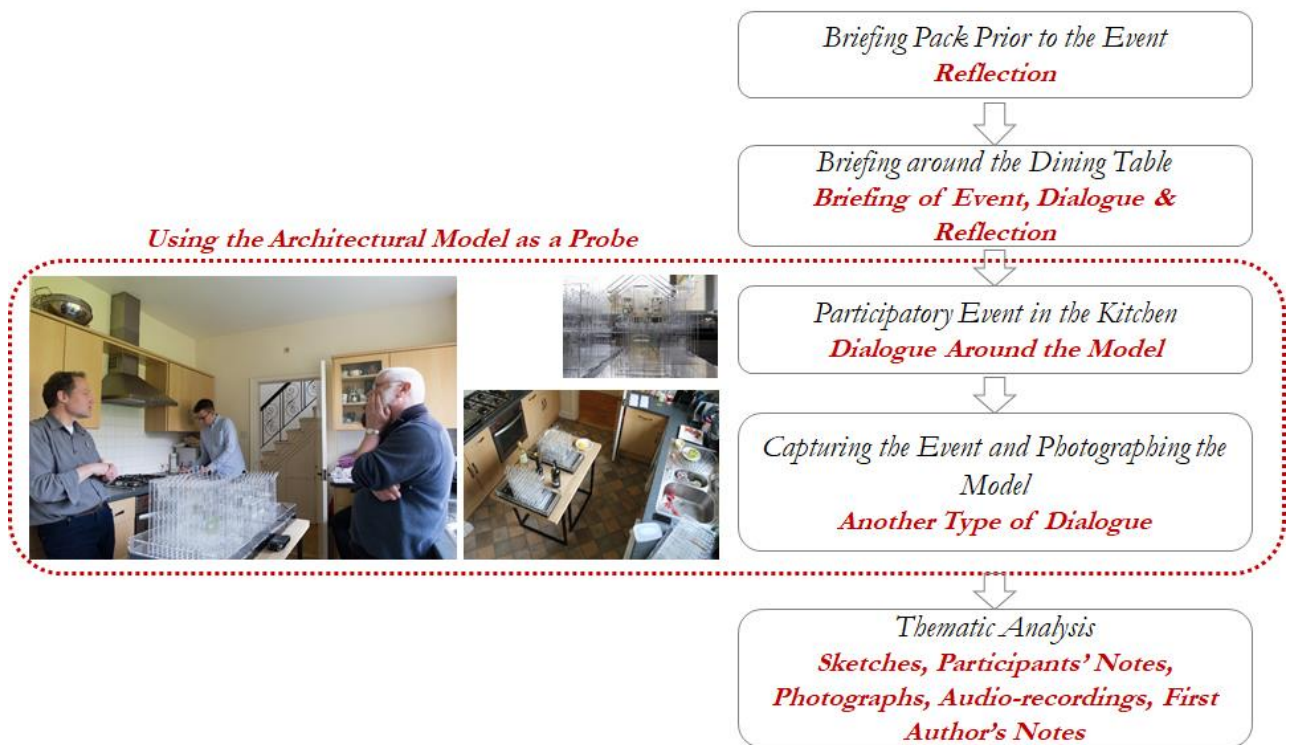 Briefing Pack Prior to the Event
Reflection
Briefing around the Dining Table
Briefing of Event, Dialogue &
Reflection
Using the Architectural Model as a Probe
Participatory Event in the Kitchen
Dialogue Around the Model
Capturing the Event and Photographing the
Model
Another Type of Dialogue
Thematic Analysis
Sketches, Participants’ Notes,
Photographs, Audio-recordings, First
Author’s Notes